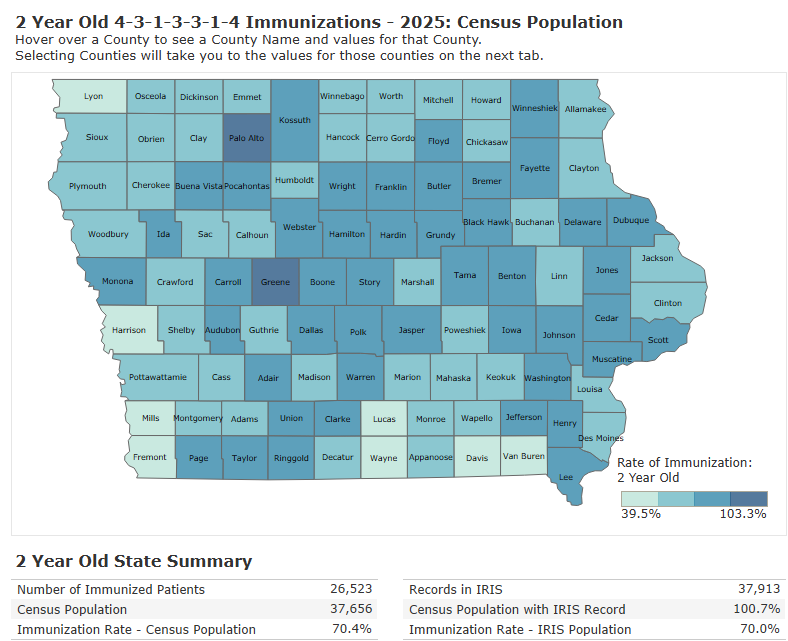 2 Year Old 4-3-1-3-3-1-4 Immunizations - 2025: Census Population
Hover over a County to see a County Name and values for that County.
Selecting Counties will take you to the values for those counties on the next tab.
Lyon Osceola Dickinson Emmet Kossuth Winnebago Worth Mitchell Howard Winneshiek Allamakee
Sioux Obrien Clay Palo Alto Hancock Cerro Gordo Floyd Chickasaw
Plymouth Cherokee Buena Vista Pocahontas Humboldt Wright Franklin Butler Bremer Fayette Clayton
Woodbury Ida Sac Calhoun Webster Hamilton Hardin Grundy Black Hawk Buchanan Delaware Dubuque
Monona Crawford Carroll Greene Boone Story Marshall Tama Benton Linn Jones Jackson
Clinton
Harrison Shelby Audubon Guthrie Dallas Polk Jasper Poweshiek Iowa Johnson Cedar Scott
Muscatine
Pottawattamie Cass Adair Madison Warren Marion Mahaska Keokuk Washington Louisa
Mills Montgomery Adams Union Clarke Lucas Monroe Wapello Jefferson Henry Des Moines
Fremont Page Taylor Ringgold Decatur Wayne Appanoose Davis Van Buren Lee
Rate of Immunization:
2 Year Old
39.5% 103.3%
2 Year Old State Summary
Number of Immunized Patients 26,523 Records in IRIS 37,913
Census Population 37,656 Census Population with IRIS Record 100.7%
Immunization Rate - Census Population 70.4% Immunization Rate - IRIS Population 70.0%